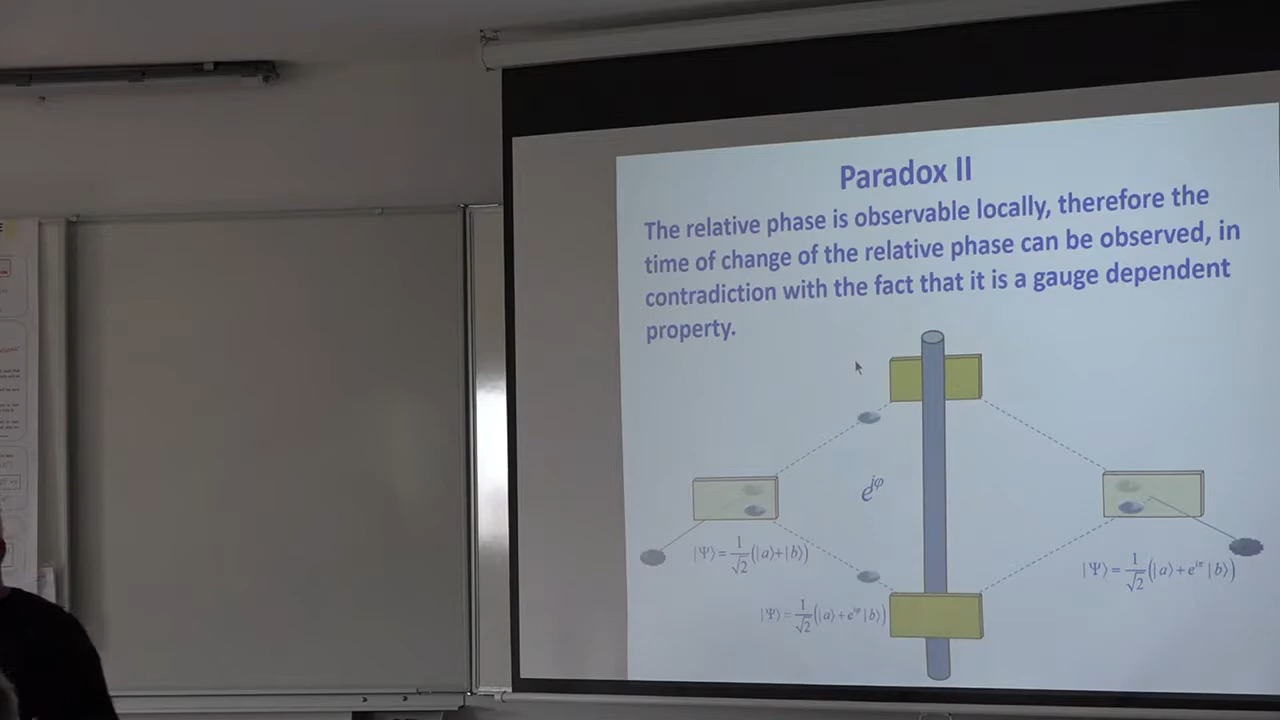 Paradox II
The relative phase is observable locally, therefore the
time of change of the relative phase can be observed, in
contradiction with the fact that it is a gauge dependent
property.
e^{iφ}
|Ψ⟩ = 1/√2 (|a⟩+|b⟩)
|Ψ⟩ = 1/√2 (|a⟩+e^{iπ}|b⟩)
|Ψ⟩ = 1/√2 (|a⟩+e^{iφ}|b⟩)